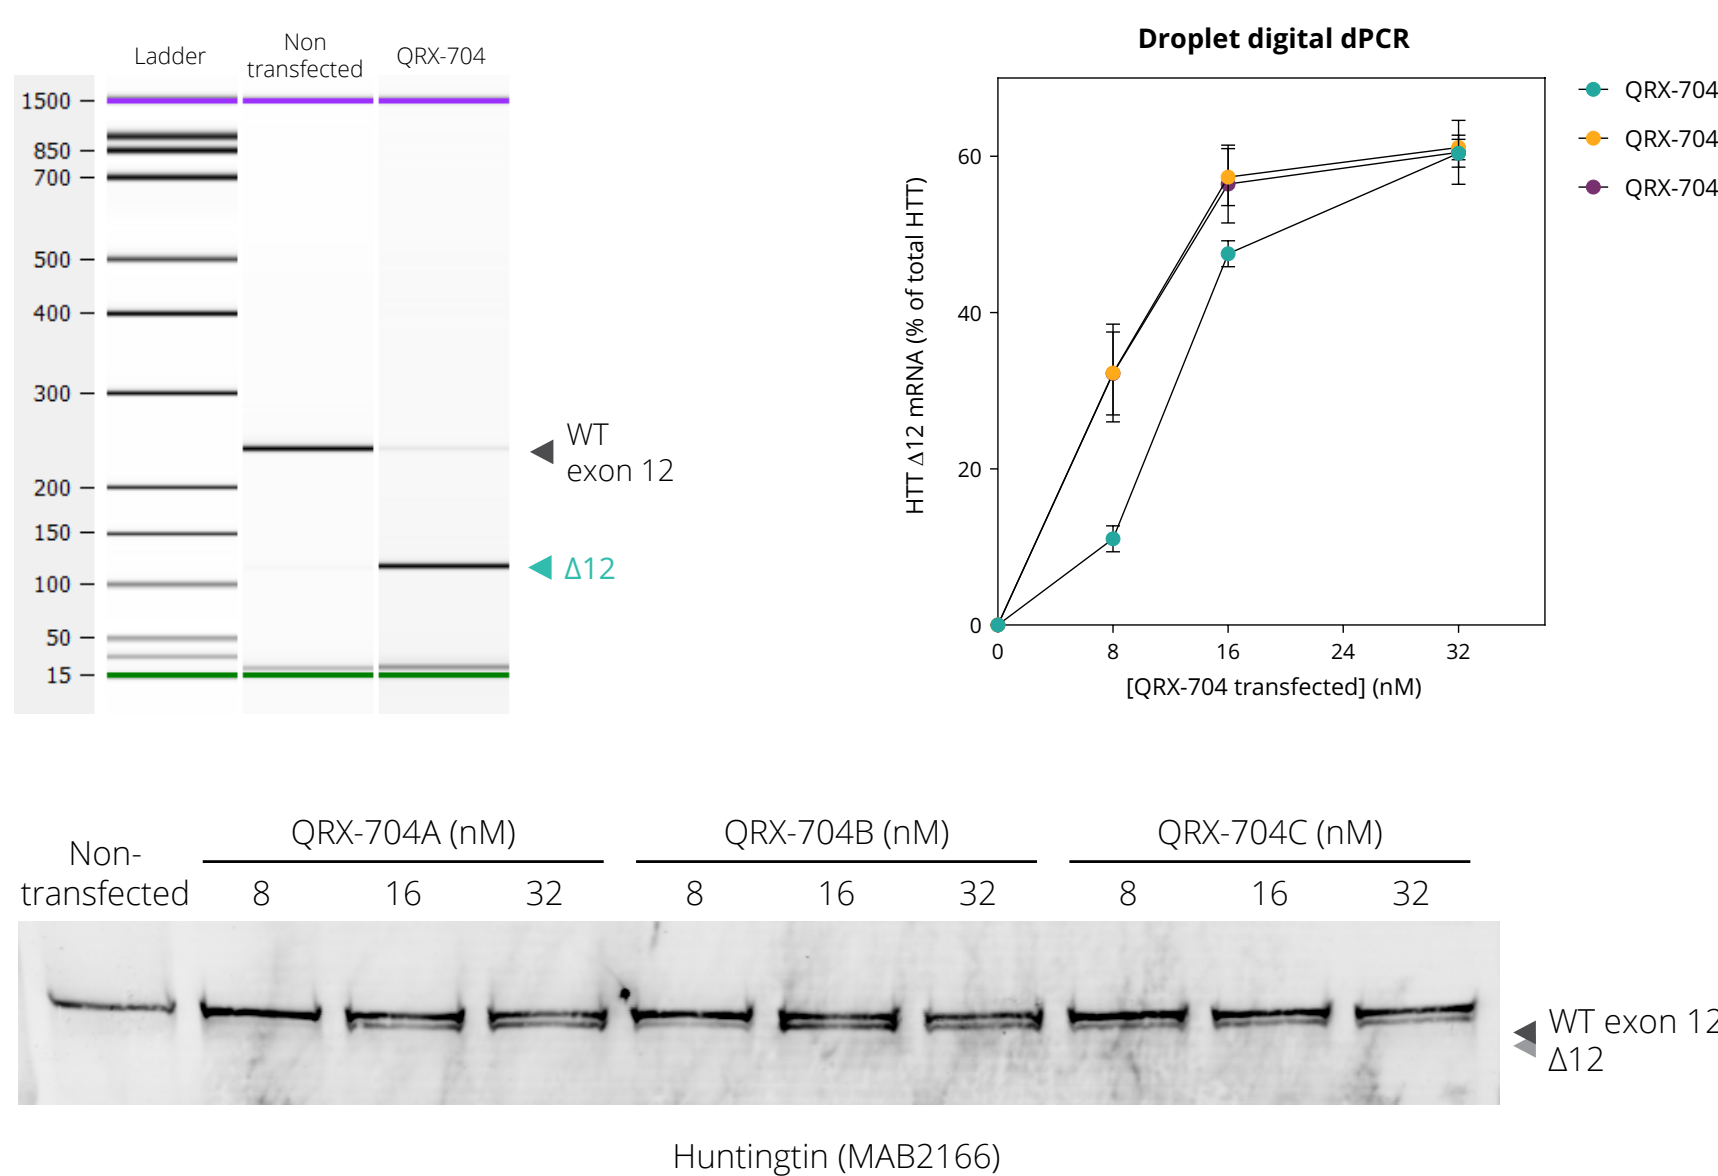 Ladder
Non
transfected
QRX-704
1500
850
700
500
400
300
200
150
100
50
15
WT
exon 12
Δ12
Droplet digital dPCR
HTT Δ12 mRNA (% of total HTT)
60
40
20
0
0 8 16 24 32
[QRX-704 transfected] (nM)
QRX-704
QRX-704
QRX-704
Non-
transfected
QRX-704A (nM)
8 16 32
QRX-704B (nM)
8 16 32
QRX-704C (nM)
8 16 32
WT exon 12
Δ12
Huntingtin (MAB2166)